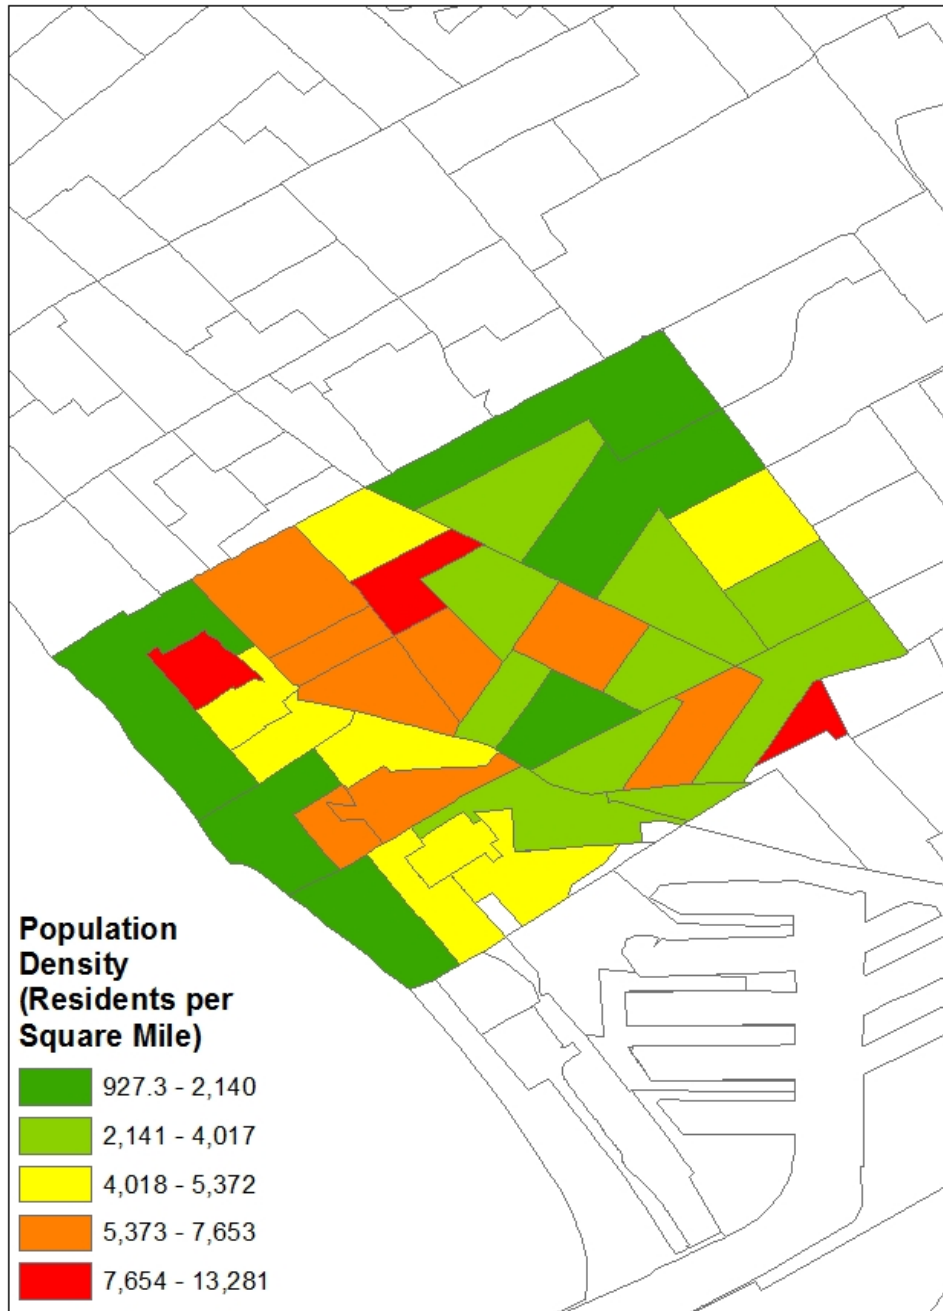 Population
Density
(Residents per
Square Mile)
927.3 - 2,140
2,141 - 4,017
4,018 - 5,372
5,373 - 7,653
7,654 - 13,281